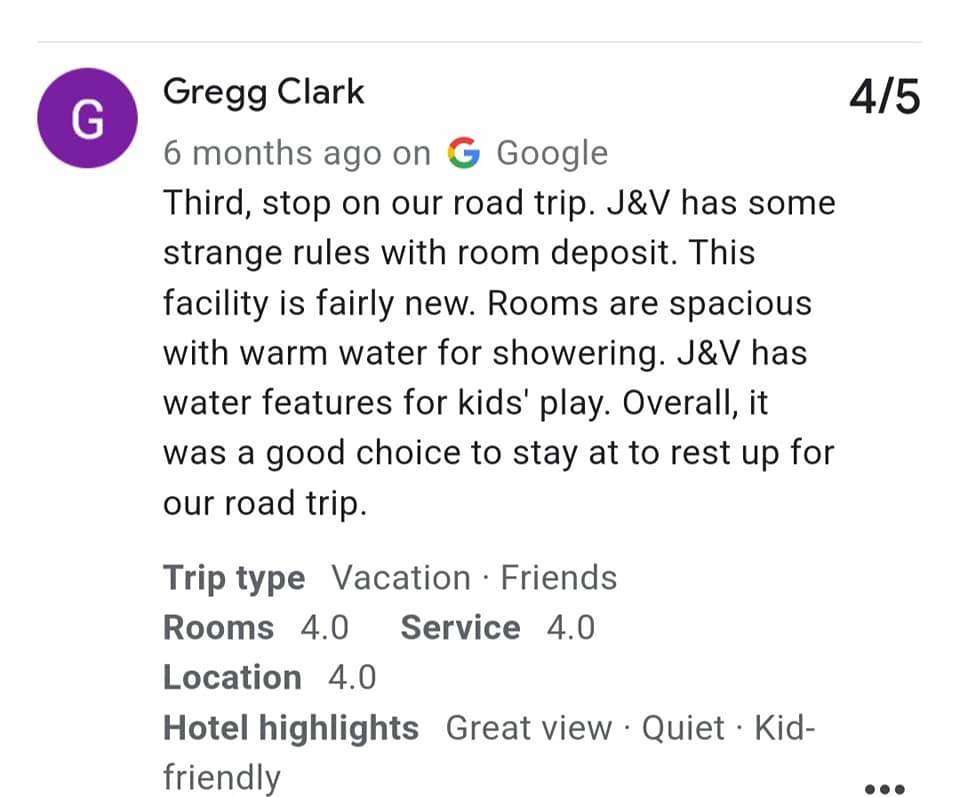 G
Gregg Clark
4/5
6 months ago on G Google
Third, stop on our road trip. J&V has some
strange rules with room deposit. This
facility is fairly new. Rooms are spacious
with warm water for showering. J&V has
water features for kids' play. Overall, it
was a good choice to stay at to rest up for
our road trip.
Trip type Vacation · Friends
Rooms 4.0 Service 4.0
Location 4.0
Hotel highlights Great view · Quiet · Kid-
friendly